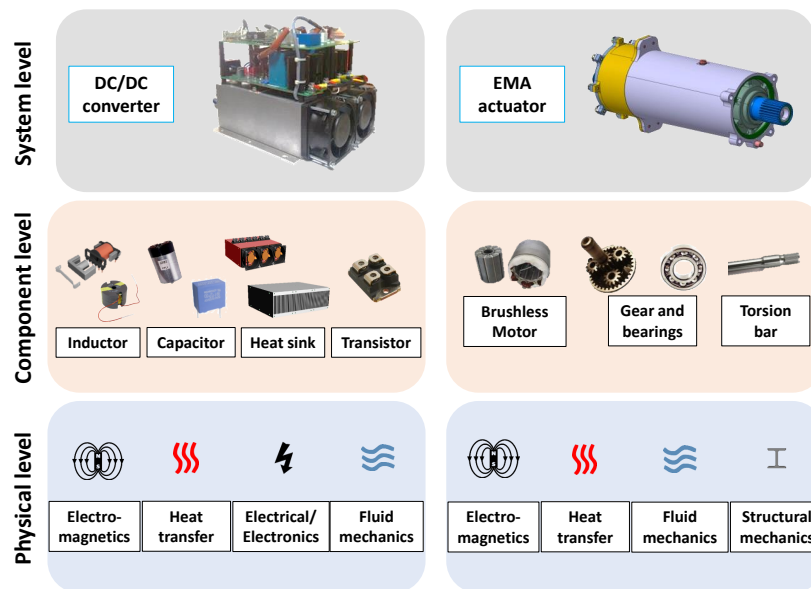 System level
DC/DC
converter
EMA
actuator
Component level
Inductor
Capacitor
Heat sink
Transistor
Brushless
Motor
Gear and
bearings
Torsion
bar
Physical level
Electro-
magnetics
Heat
transfer
Electrical/
Electronics
Fluid
mechanics
Electro-
magnetics
Heat
transfer
Fluid
mechanics
Structural
mechanics